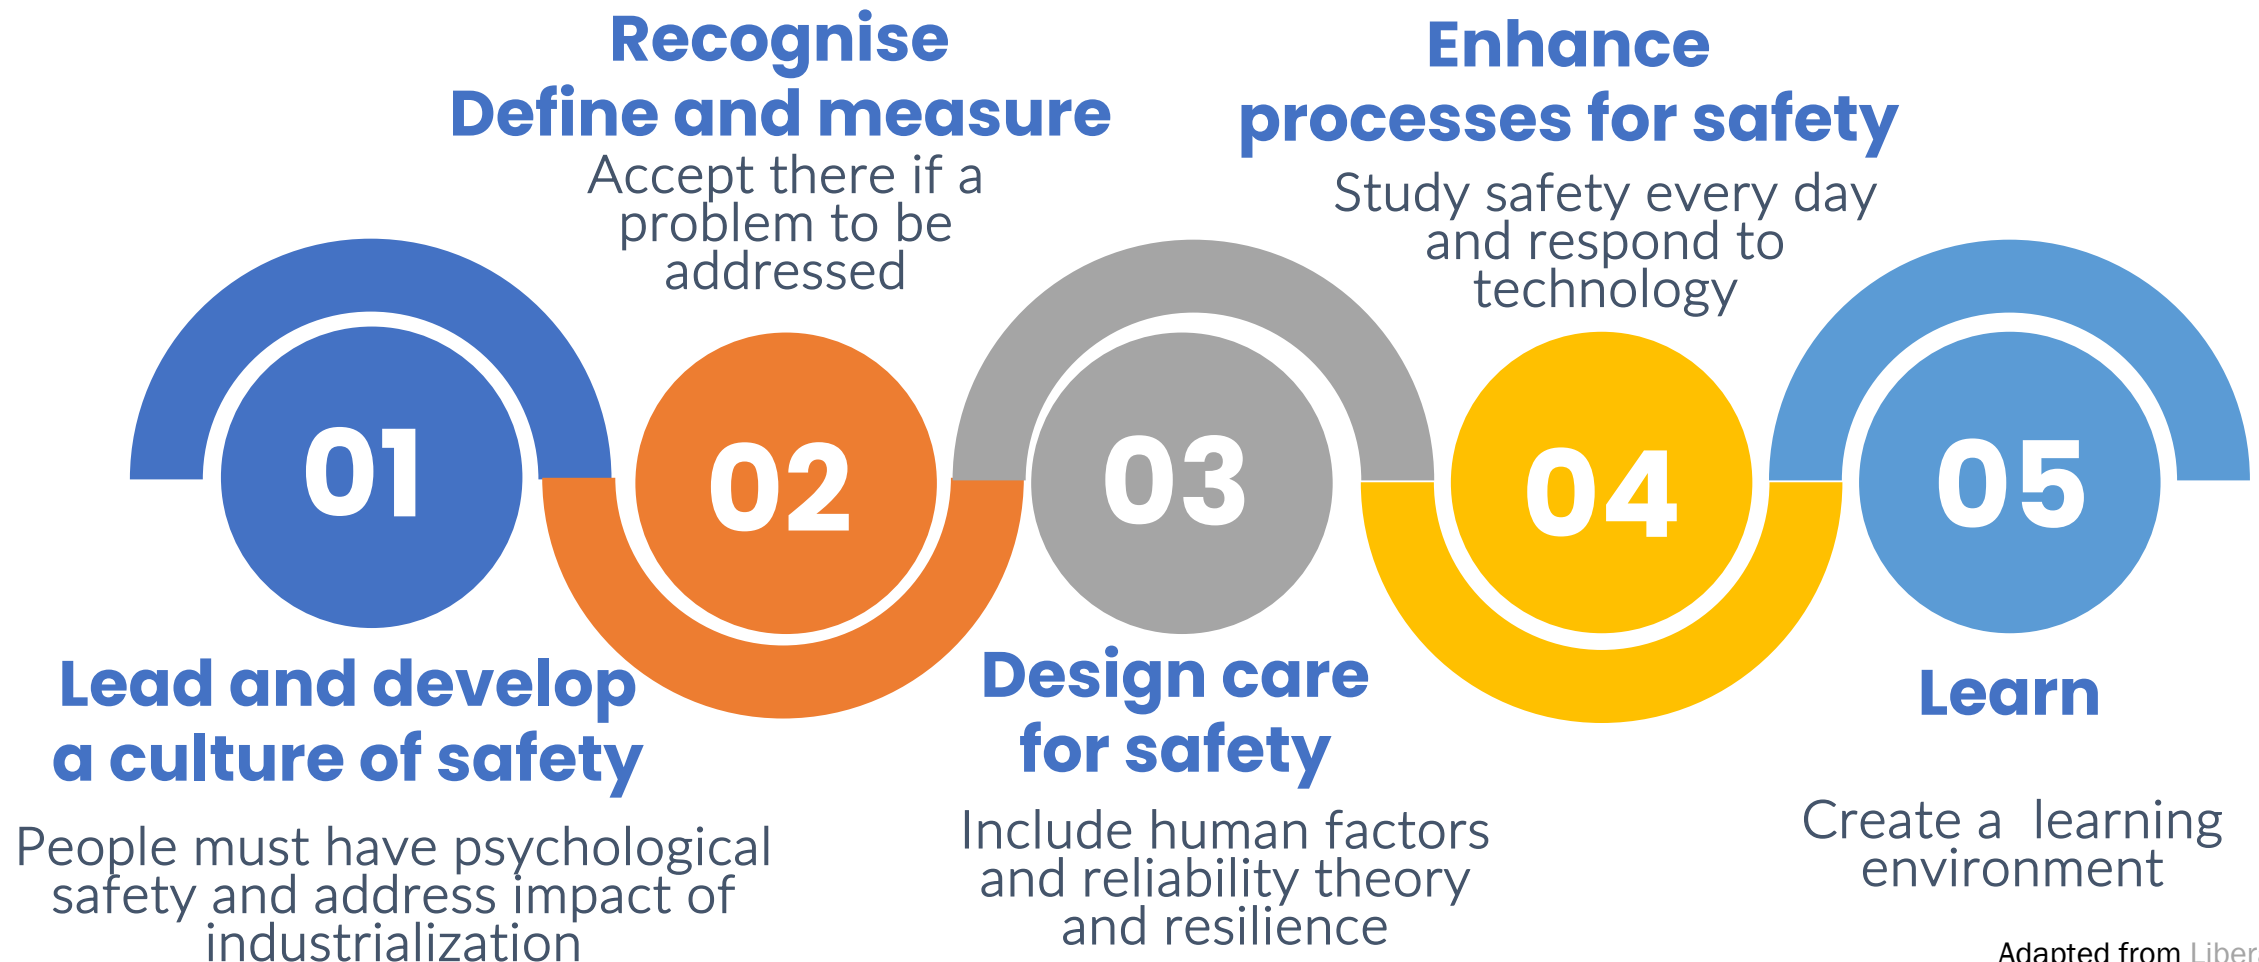 01
Lead and develop
a culture of safety
People must have psychological
safety and address impact of
industrialization
Recognise
Define and measure
Accept there if a
problem to be
addressed
02
03
Design care
for safety
Include human factors
and reliability theory
and resilience
Enhance
processes for safety
Study safety every day
and respond to
technology
04
05
Learn
Create a learning
environment
Adapted from